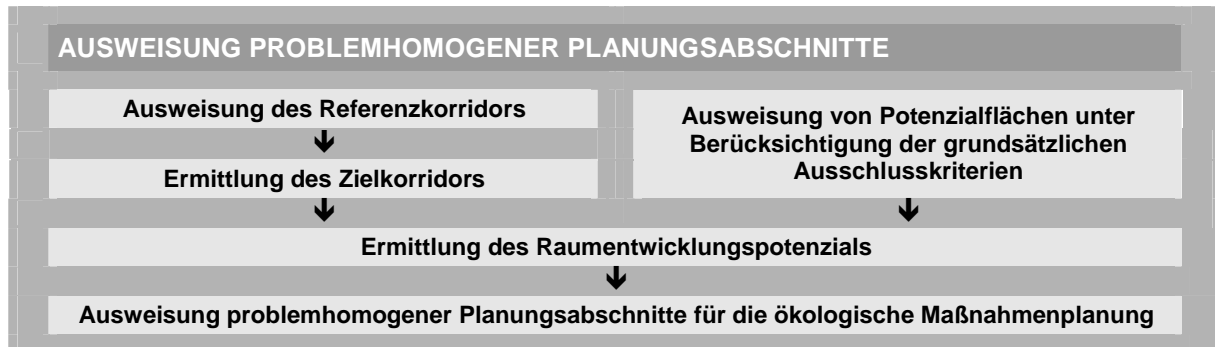 AUSWEISUNG PROBLEMHOMOGENER PLANUNGSABSCHNITTE
Ausweisung des Referenzkorridors
Ermittlung des Zielkorridors
Ausweisung von Potenzialflächen unter
Berücksichtigung der grundsätzlichen
Ausschlusskriterien
Ermittlung des Raumentwicklungspotenzials
Ausweisung problemhomogener Planungsabschnitte für die ökologische Maßnahmenplanung